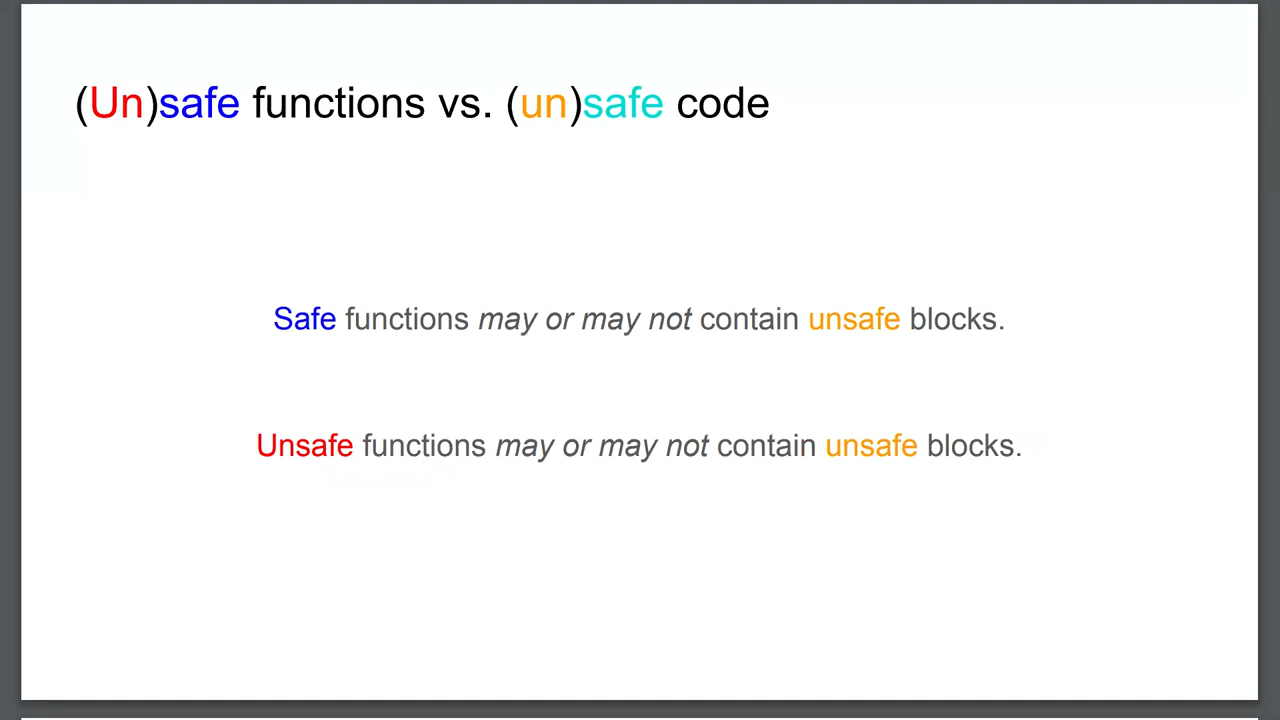 (Un)safe functions vs. (un)safe code
Safe functions may or may not contain unsafe blocks.
Unsafe functions may or may not contain unsafe blocks.